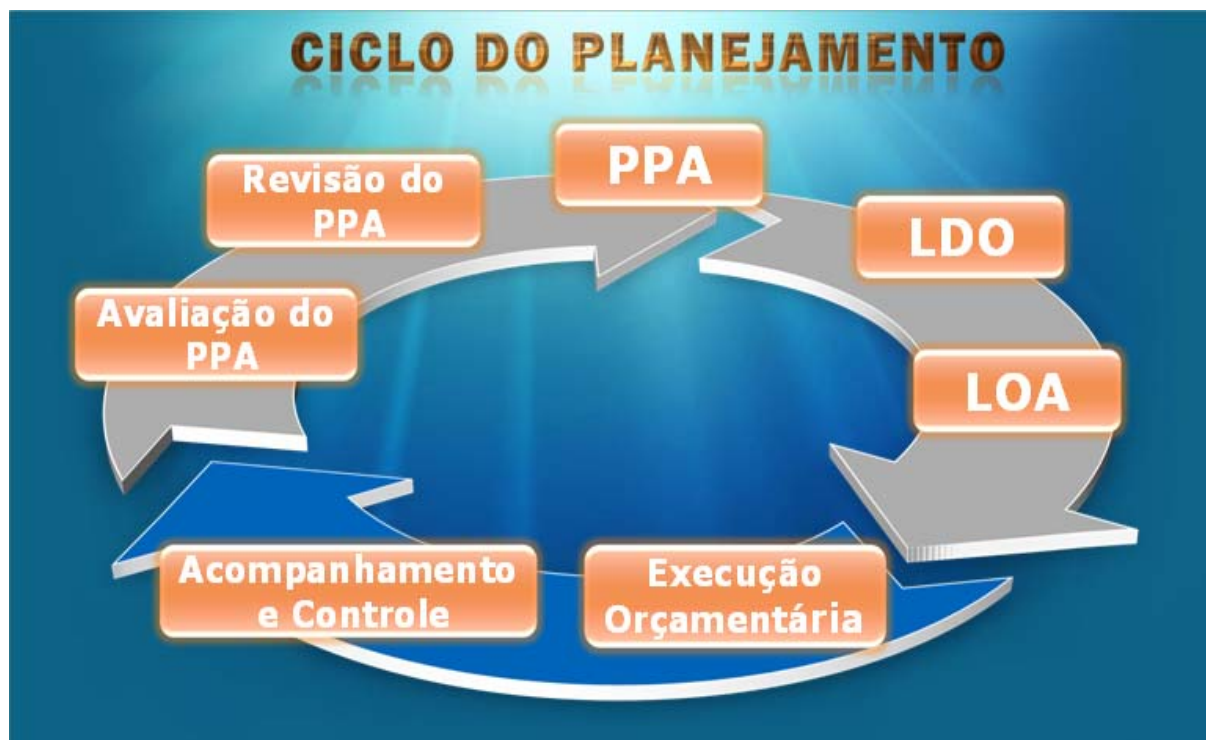 CICLO DO PLANEJAMENTO
PPA
LDO
LOA
Execução
Orçamentária
Acompanhamento
e Controle
Avaliação do
PPA
Revisão do
PPA